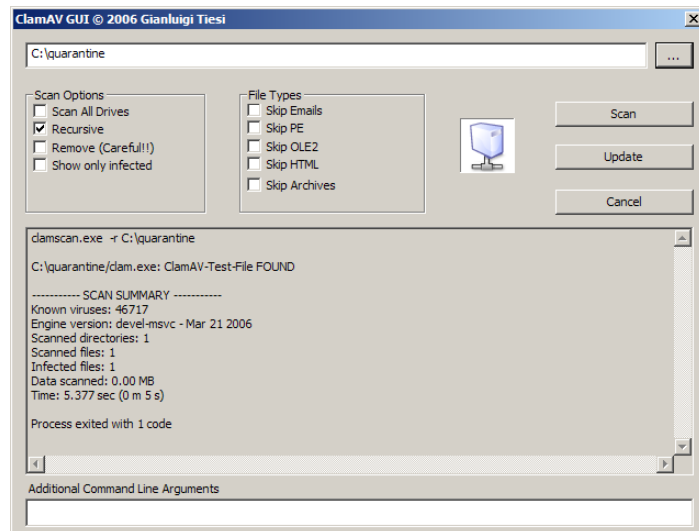 ClamAV GUI © 2006 Gianluigi Tiesi
C:\quarantine
...
Scan Options
Scan All Drives
Recursive
Remove (Careful!!)
Show only infected
File Types
Skip Emails
Skip PE
Skip OLE2
Skip HTML
Skip Archives
Scan
Update
Cancel
clamscan.exe -r C:\quarantine
C:\quarantine/clam.exe: ClamAV-Test-File FOUND
----------- SCAN SUMMARY -----------
Known viruses: 46717
Engine version: devel-msvc - Mar 21 2006
Scanned directories: 1
Scanned files: 1
Infected files: 1
Data scanned: 0.00 MB
Time: 5.377 sec (0 m 5 s)
Process exited with 1 code
Additional Command Line Arguments